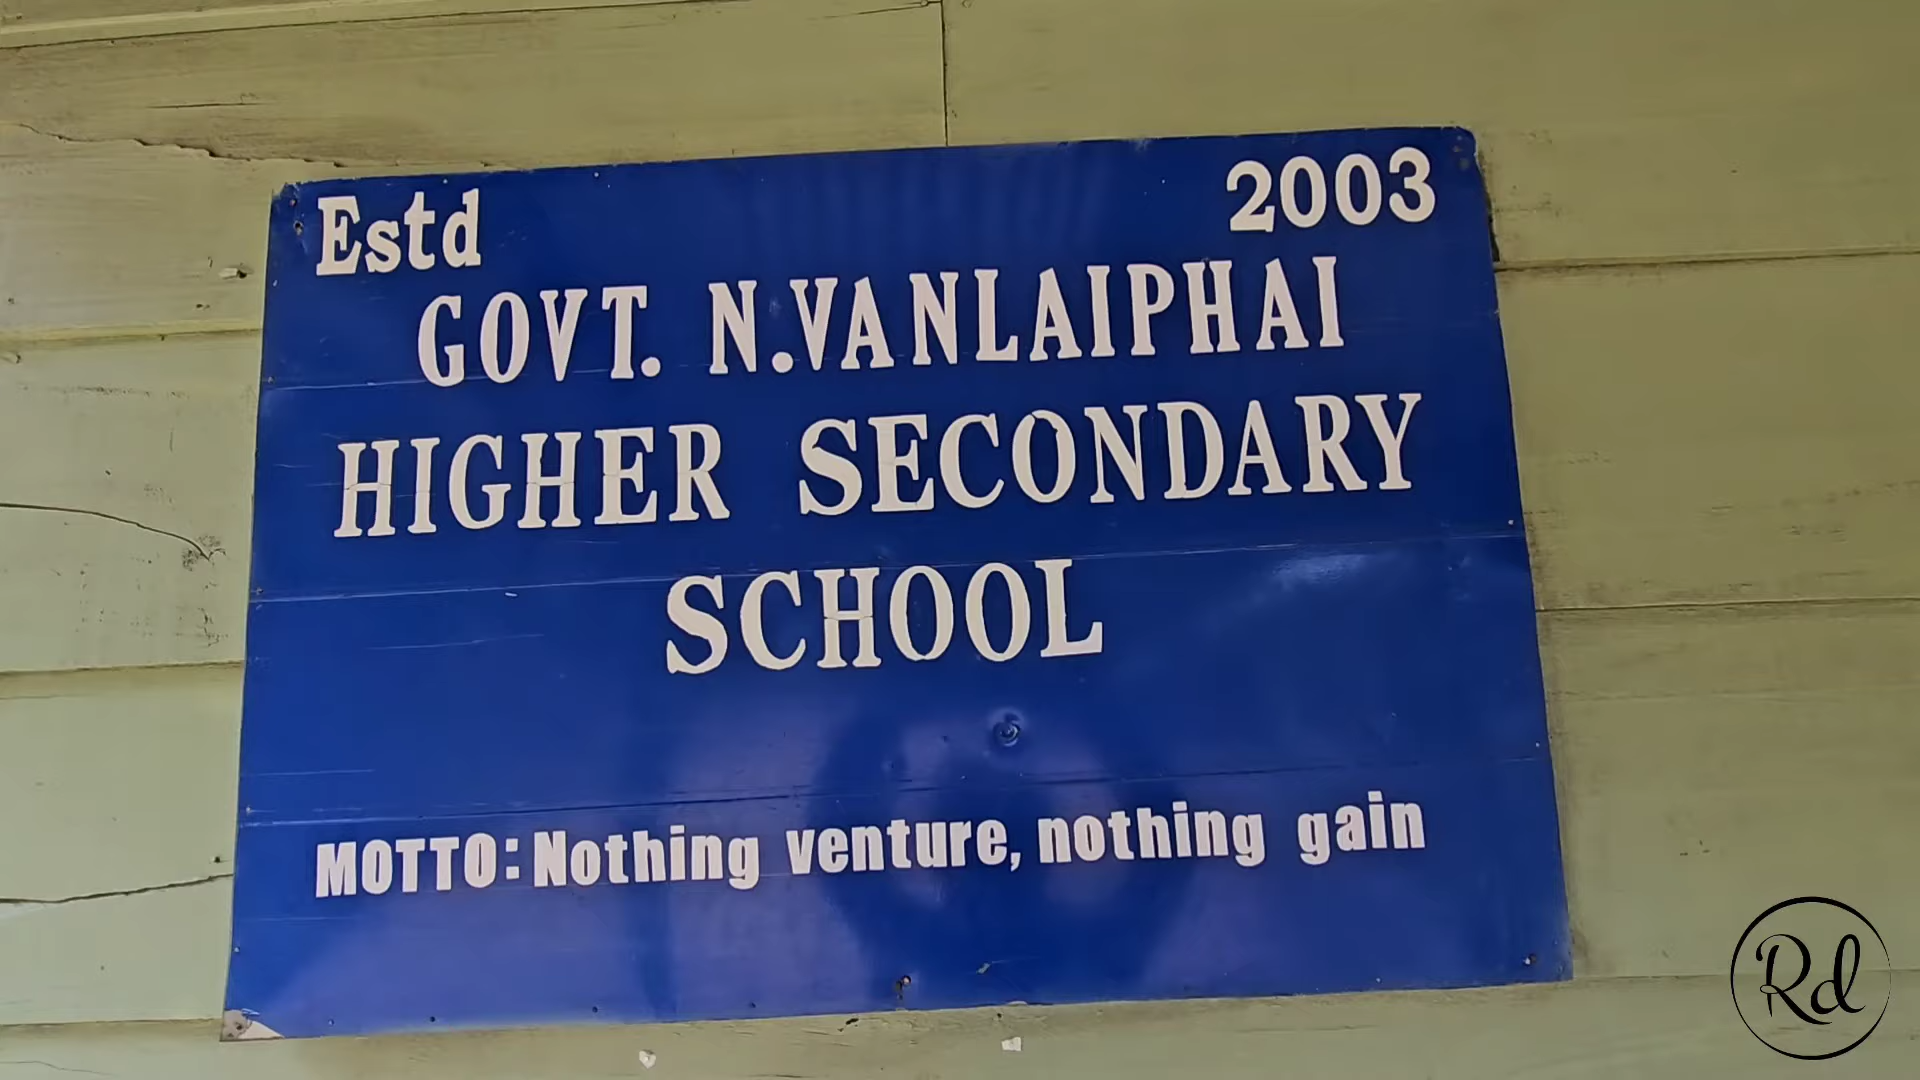 Estd 2003
GOVT. N.VANLAIPHAI
HIGHER SECONDARY
SCHOOL
MOTTO: Nothing venture, nothing gain
Rd